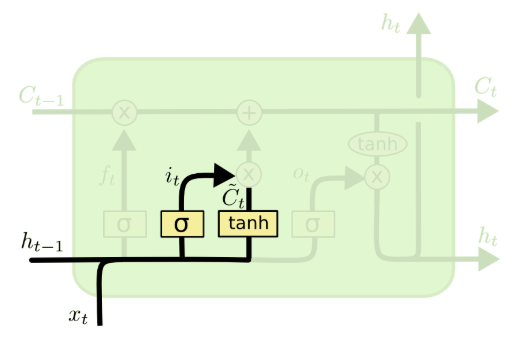 h_t
C_{t-1} x + C_t
tanh
f_t i_t x o_t x
C̃_t
σ σ tanh σ
h_{t-1} h_t
x_t